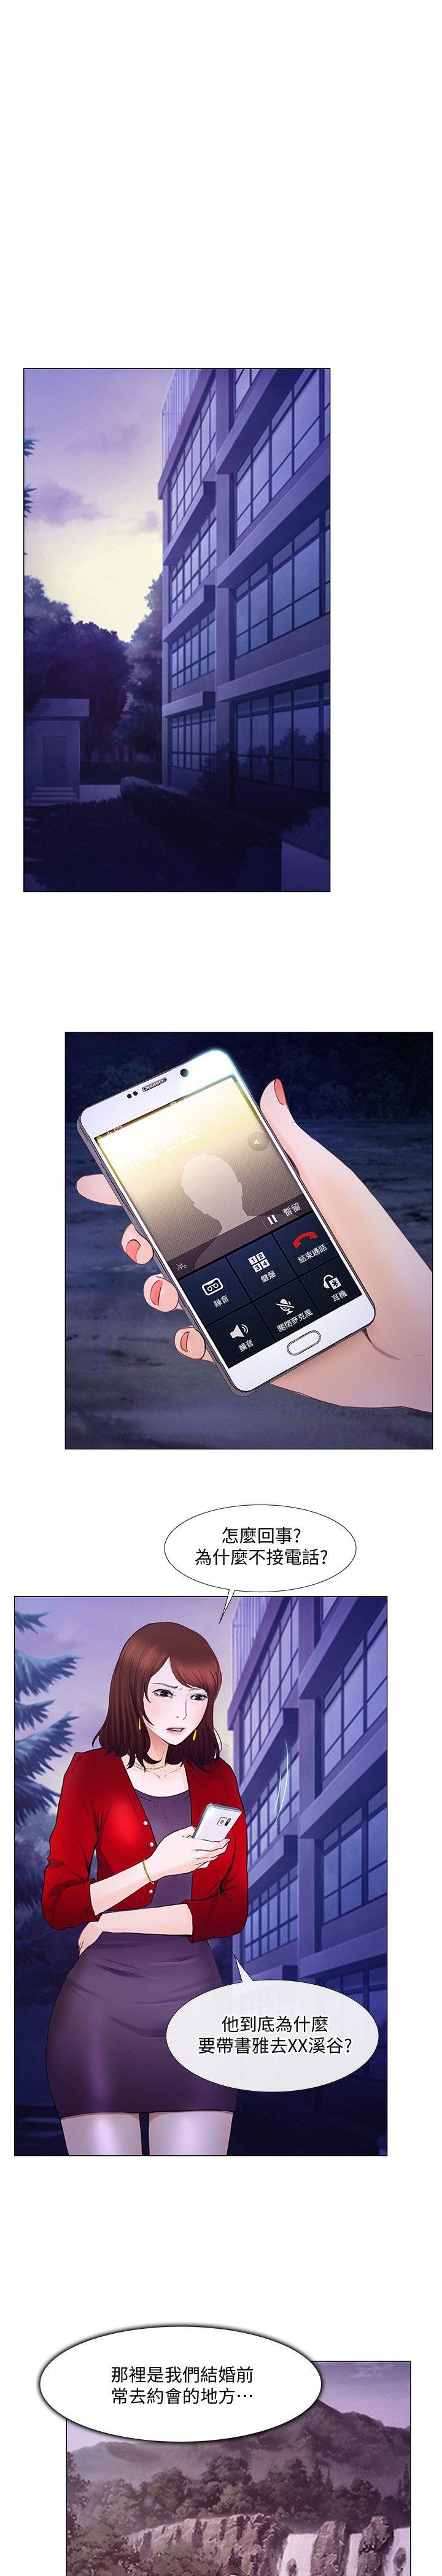 暫留
錄音
鍵盤
結束通話
擴音
關閉麥克風
耳機
怎麼回事?
為什麼不接電話?
他到底為什麼
要帶書雅去XX溪谷?
那裡是我們結婚前
常去約會的地方⋯